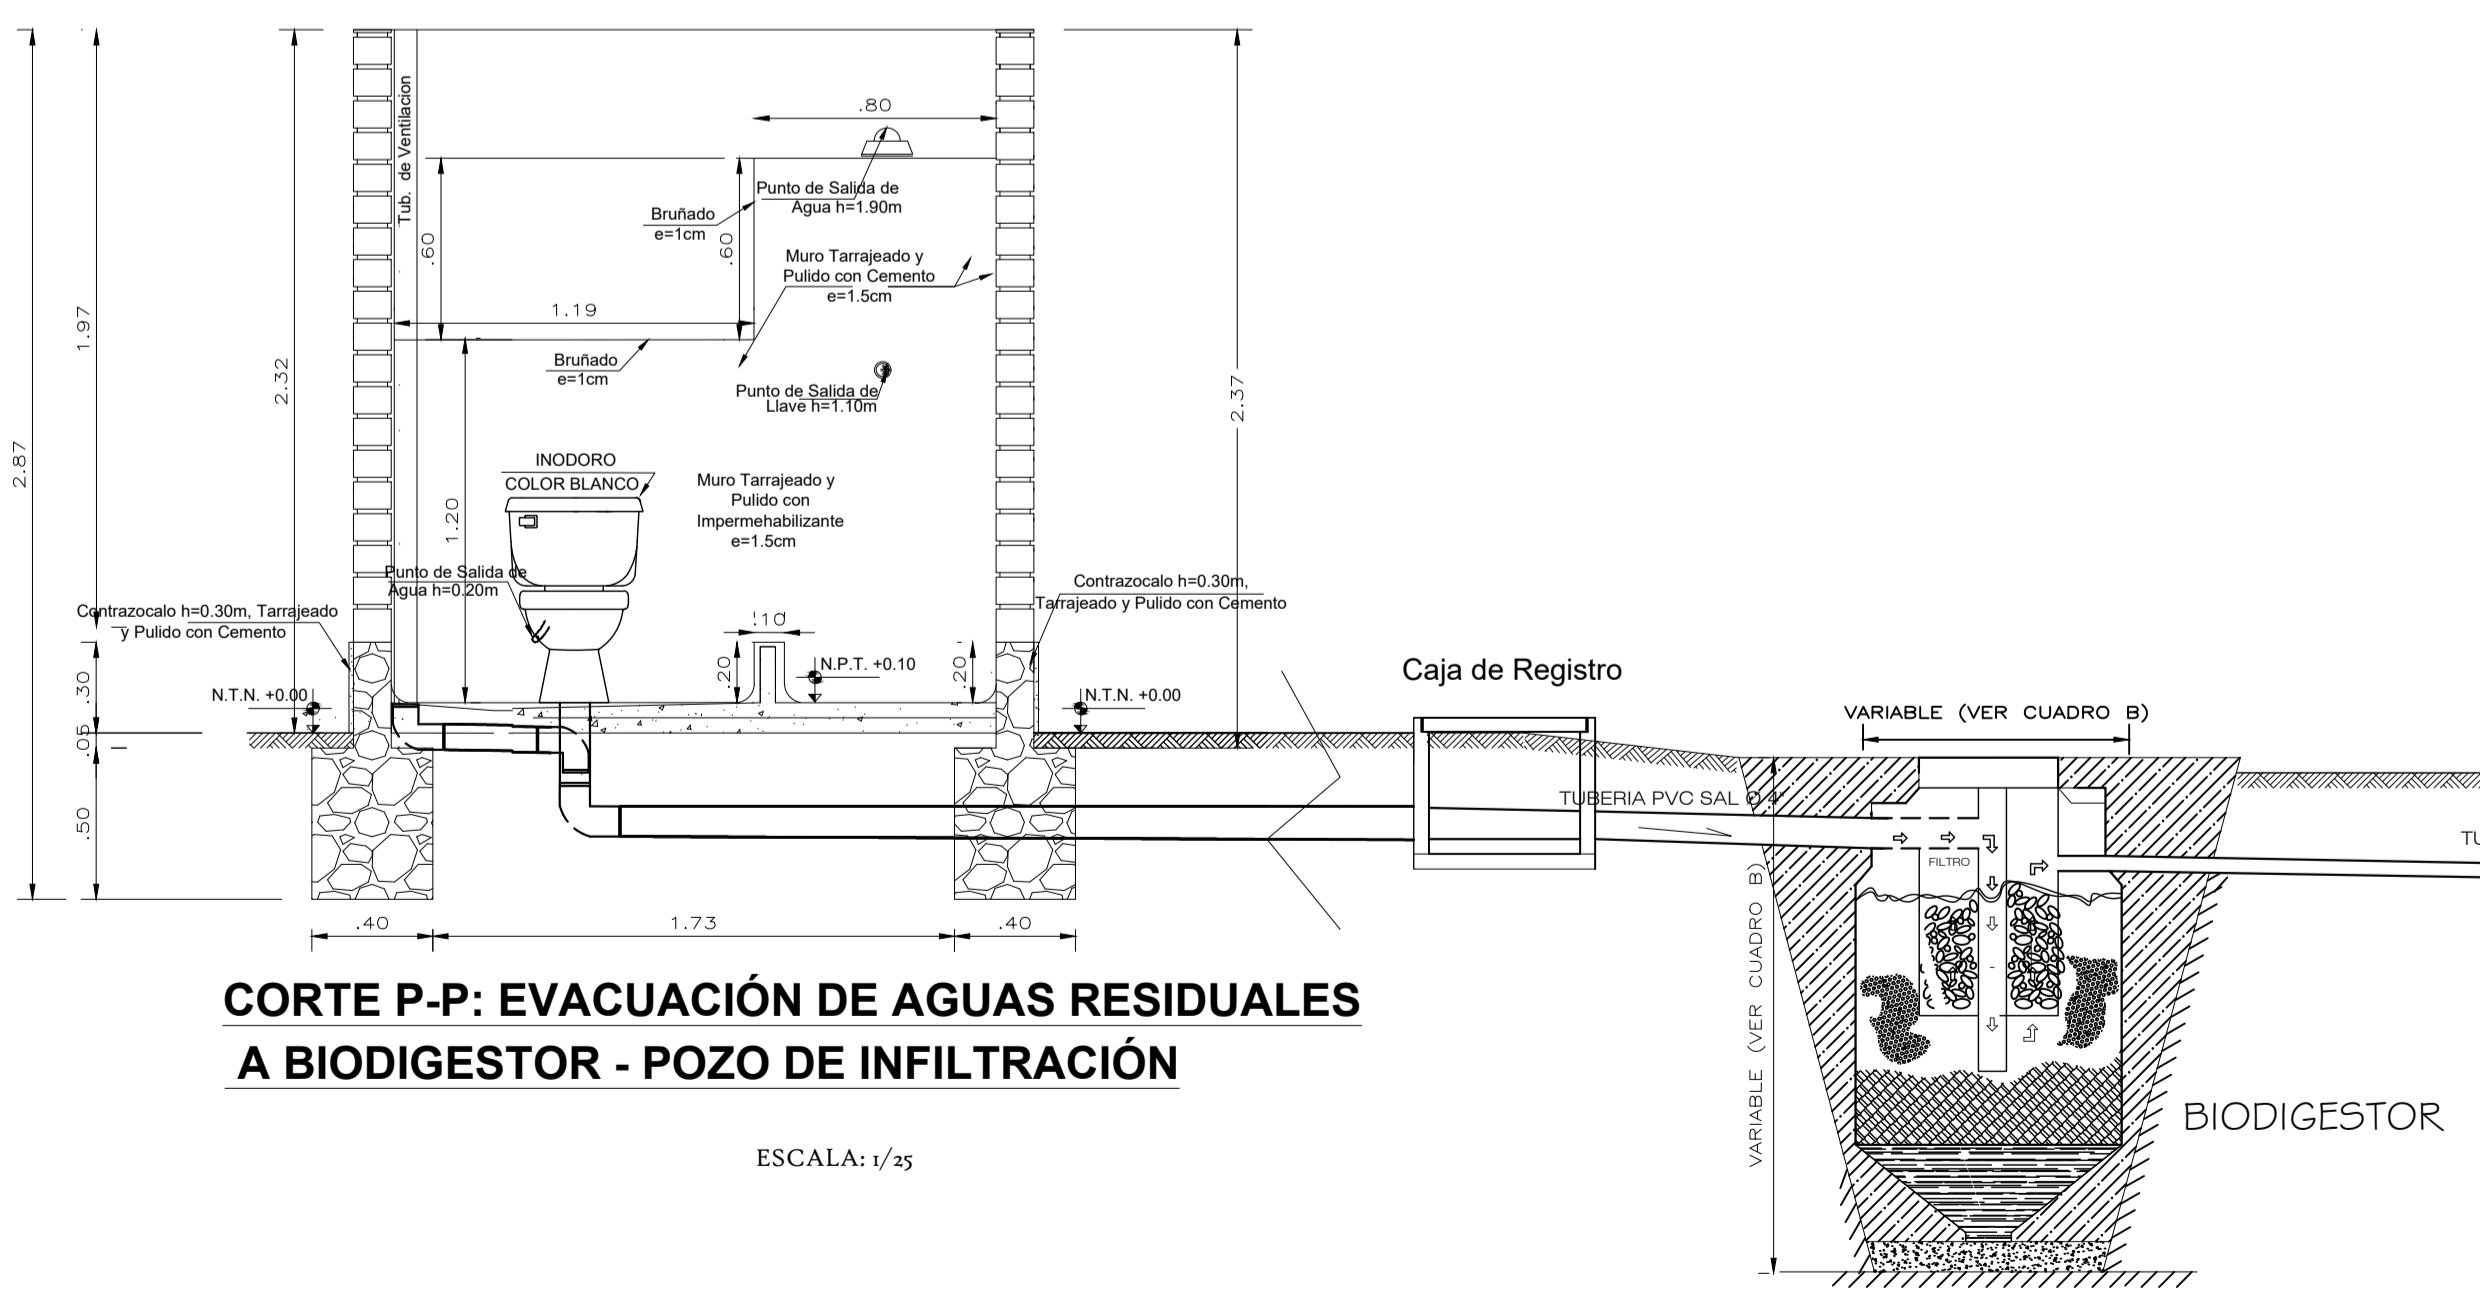 Tub. de Ventilacion
.80
Punto de Salida de
Agua h=1.90m
Bruñado
e=1cm
.60
.60
Muro Tarrajeado y
Pulido con Cemento
e=1.5cm
1.19
Bruñado
e=1cm
Punto de Salida de
Llave h=1.10m
1.97
2.32
2.37
2.87
INODORO
COLOR BLANCO
Muro Tarrajeado y
Pulido con
Impermehabilizante
e=1.5cm
1.20
Punto de Salida de
Agua h=0.20m
Contrazocalo h=0.30m, Tarrajeado
y Pulido con Cemento
Contrazocalo h=0.30m,
Tarrajeado y Pulido con Cemento
.10
.20
N.P.T. +0.10
.20
N.T.N. +0.00
N.T.N. +0.00
.30
.05
.50
Caja de Registro
VARIABLE (VER CUADRO B)
TUBERIA PVC SAL O 4"
TU
FILTRO
VARIABLE (VER CUADRO B)
.40
1.73
.40
CORTE P-P: EVACUACIÓN DE AGUAS RESIDUALES
A BIODIGESTOR - POZO DE INFILTRACIÓN
BIODIGESTOR
ESCALA: 1/25